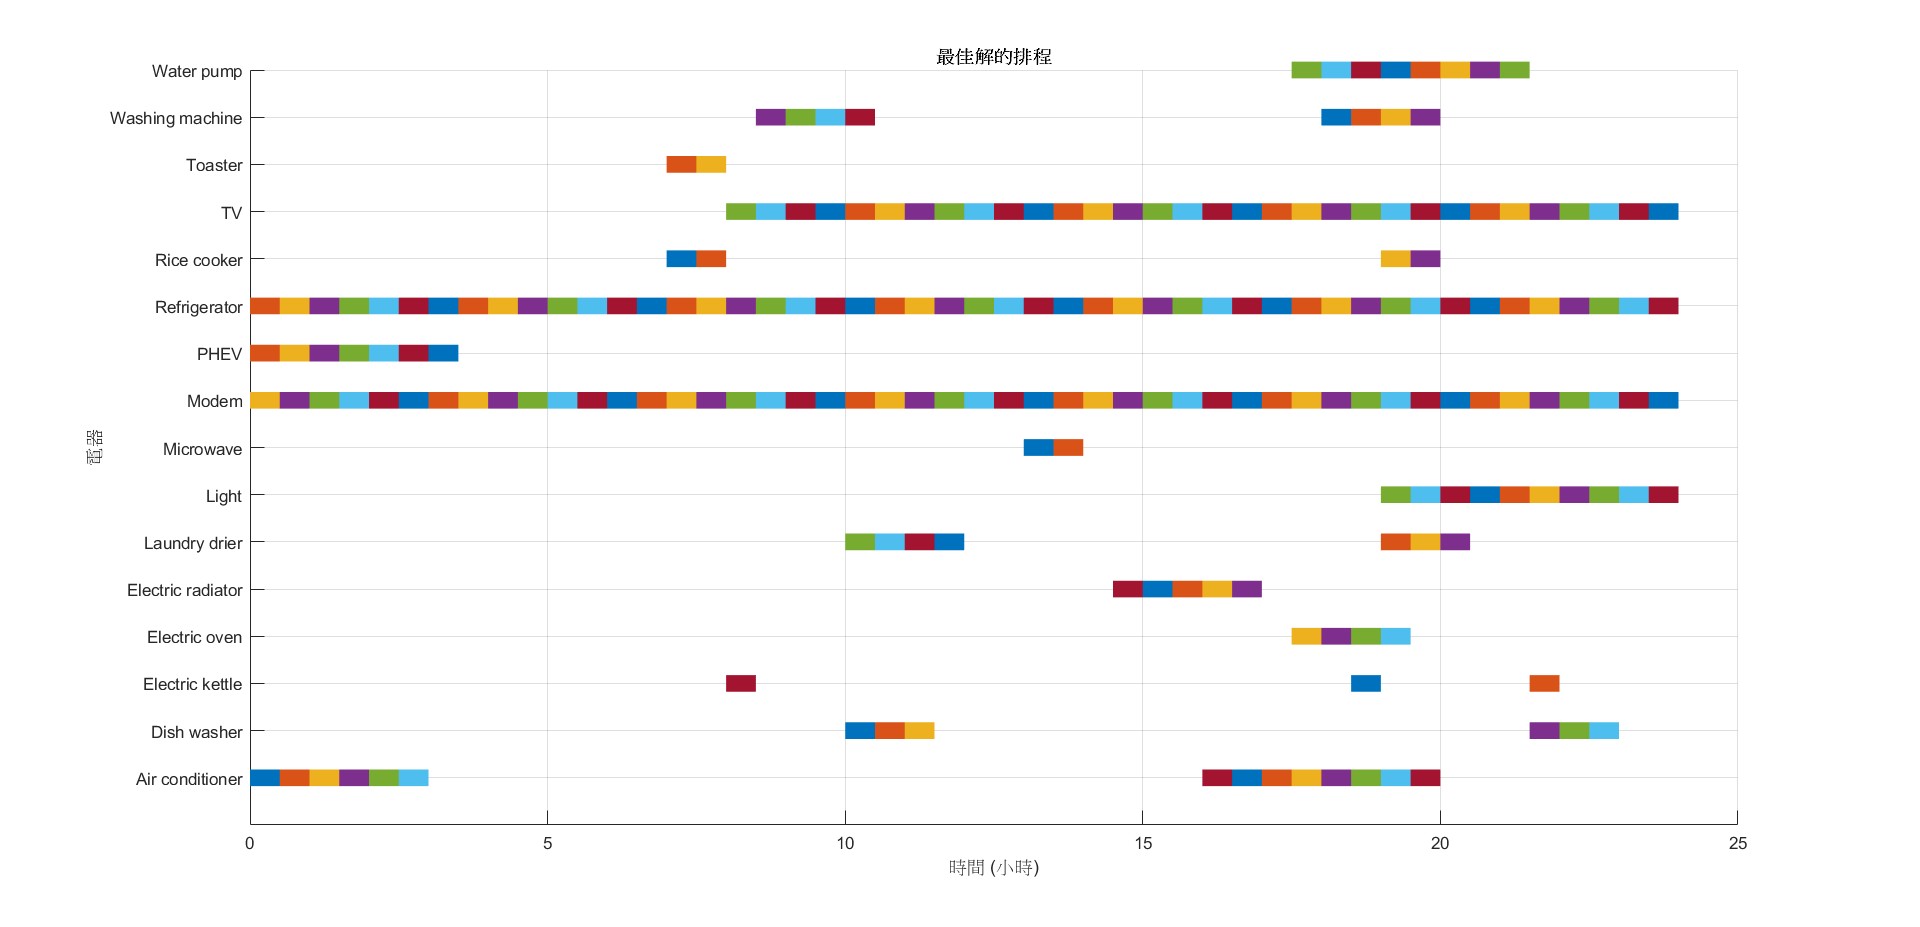 最佳解的排程
Water pump
Washing machine
Toaster
TV
Rice cooker
Refrigerator
PHEV
Modem
Microwave
Light
Laundry drier
Electric radiator
Electric oven
Electric kettle
Dish washer
Air conditioner
電器
0 5 10 15 20 25
時間 (小時)